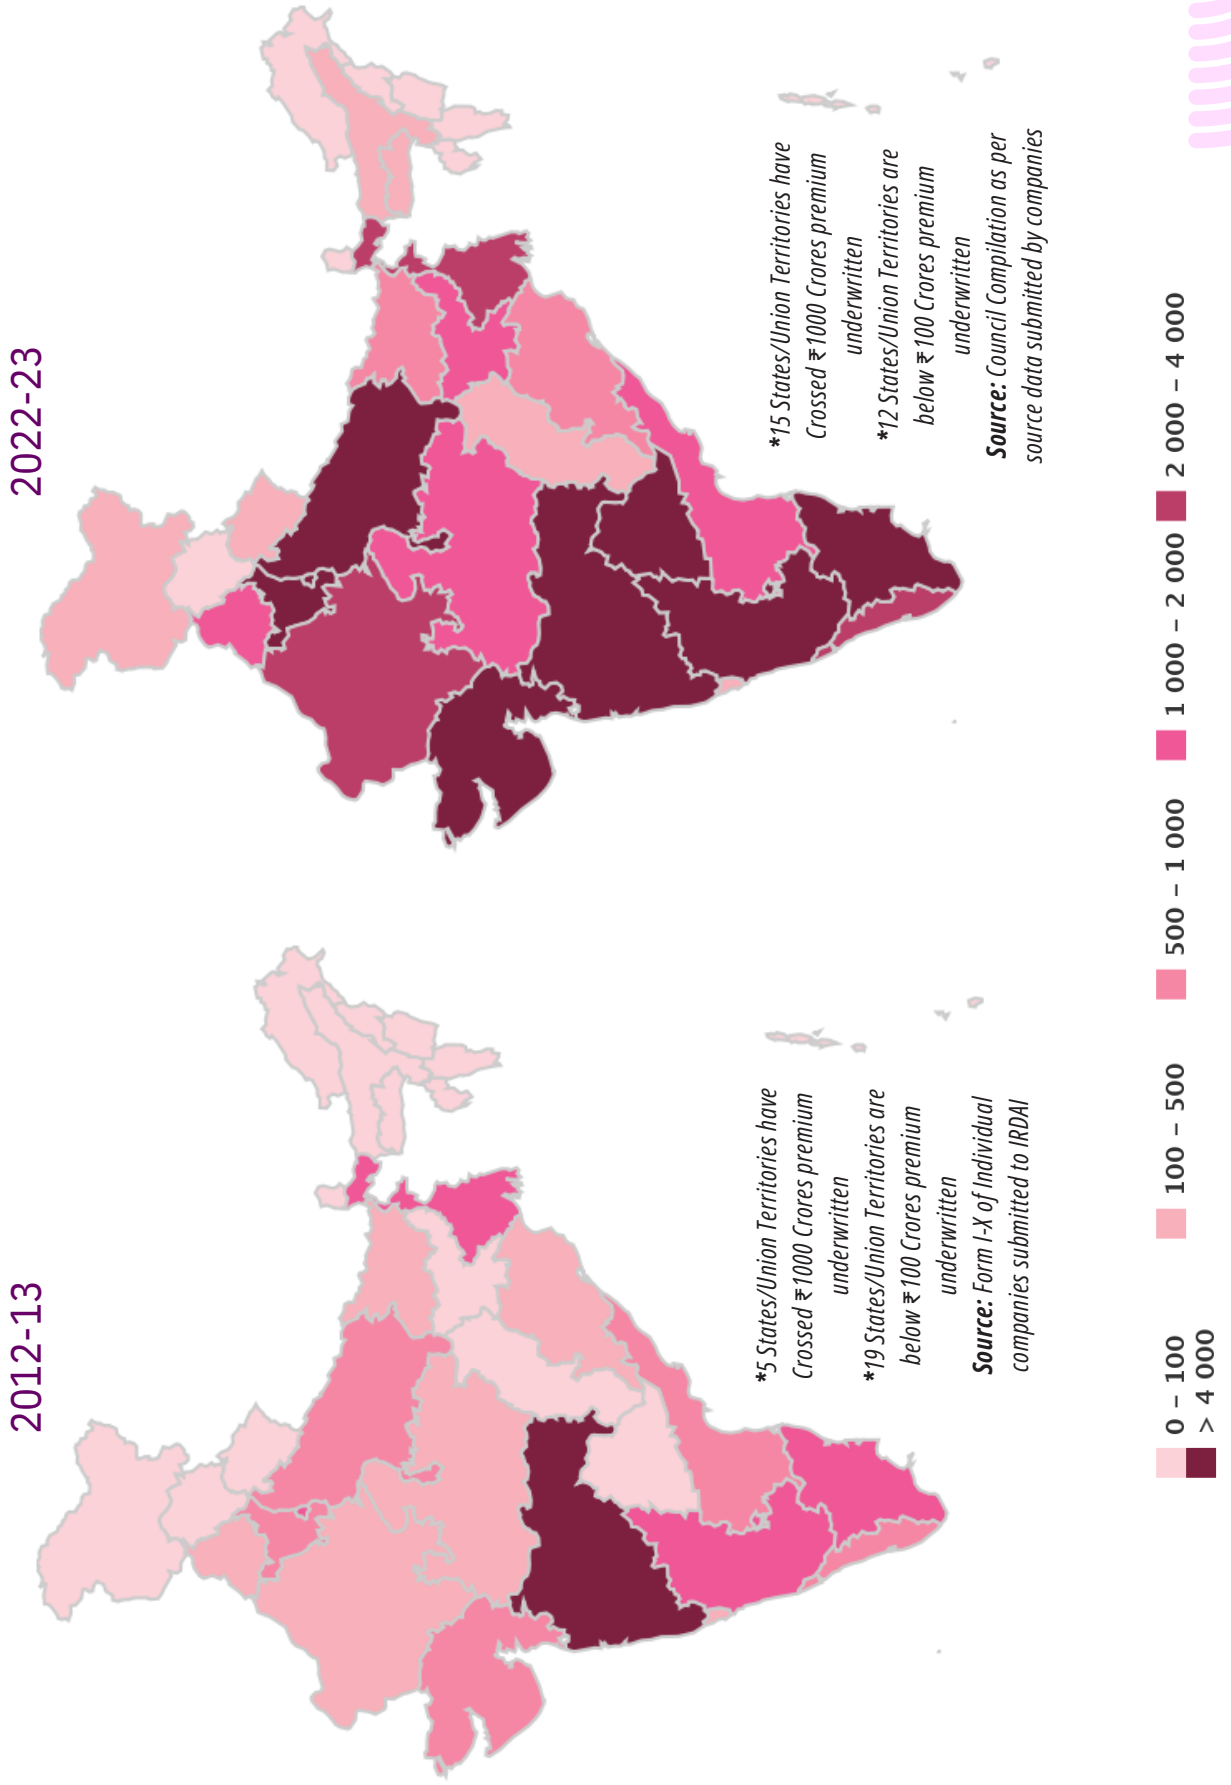 2012-13
*5 States/Union Territories have
Crossed ₹ 1000 Crores premium
underwritten
*19 States/Union Territories are
below ₹ 100 Crores premium
underwritten
Source: Form I-X of Individual
companies submitted to IRDAI
2022-23
*15 States/Union Territories have
Crossed ₹ 1000 Crores premium
underwritten
*12 States/Union Territories are
below ₹ 100 Crores premium
underwritten
Source: Council Compilation as per
source data submitted by companies
0 – 100
100 – 500
500 – 1 000
1 000 – 2 000
2 000 – 4 000
> 4 000